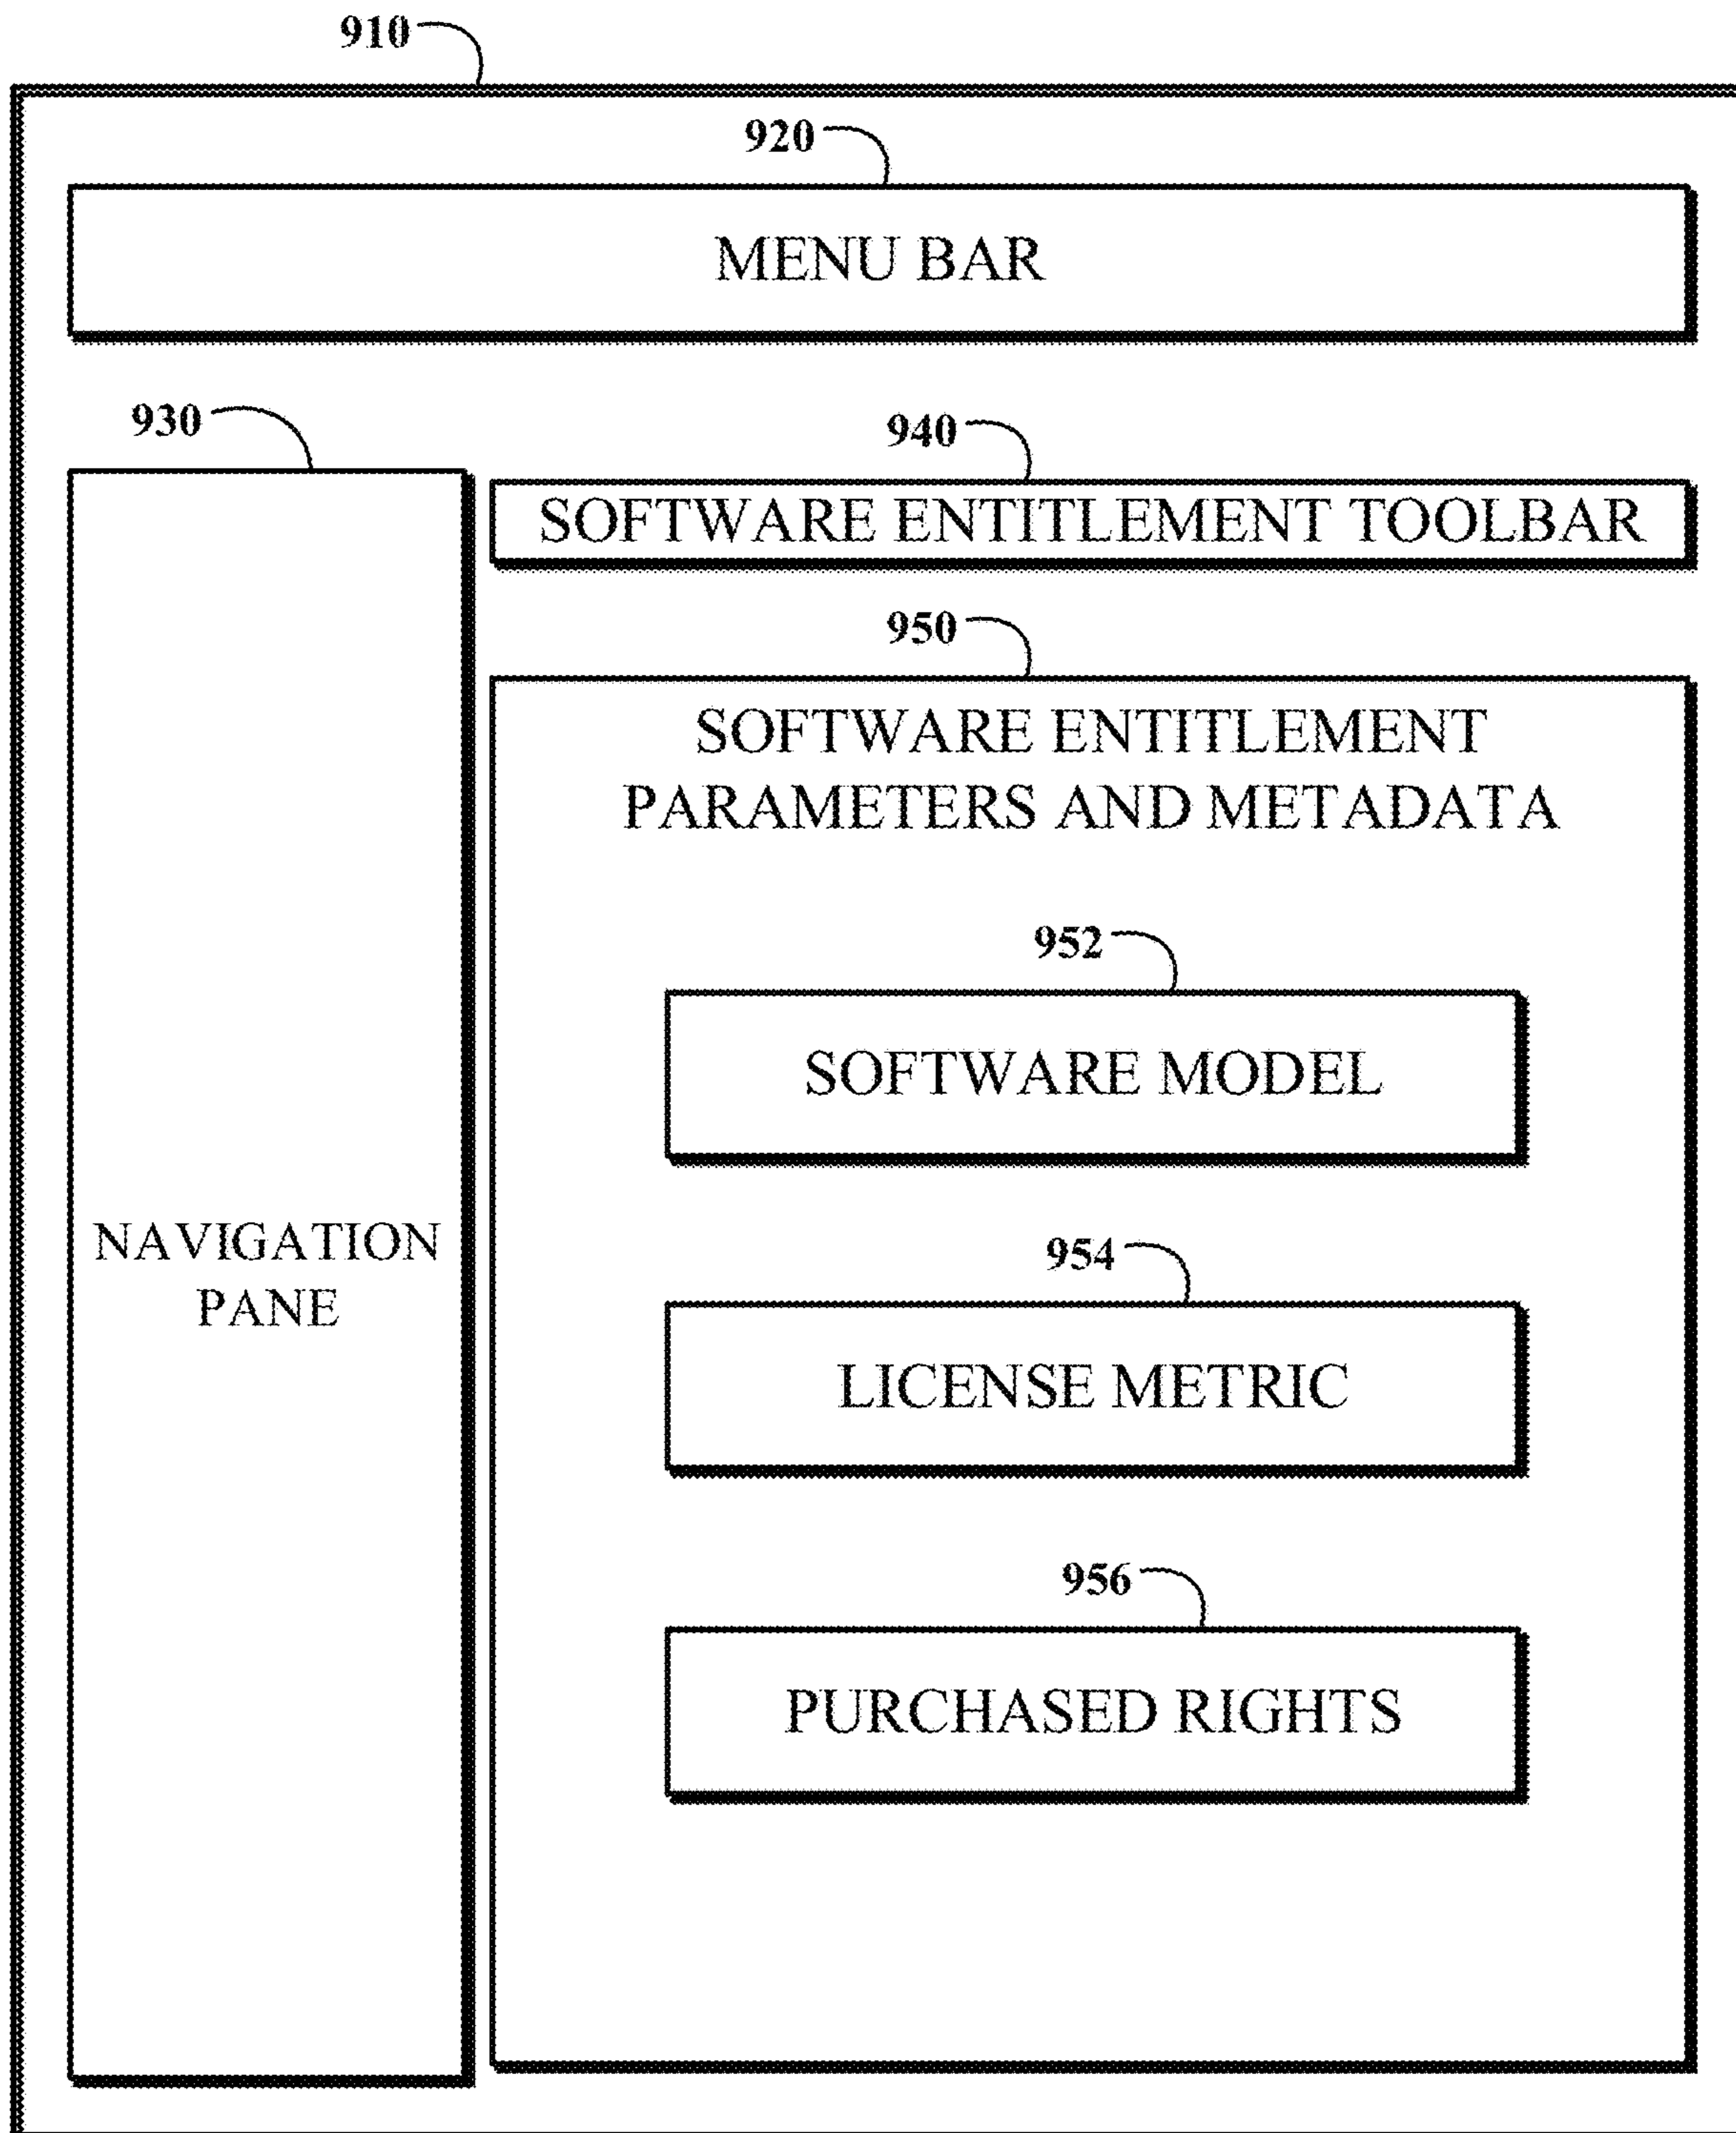 910
920
MENU BAR
930
940
SOFTWARE ENTITLEMENT TOOLBAR
950
SOFTWARE ENTITLEMENT
PARAMETERS AND METADATA
952
SOFTWARE MODEL
NAVIGATION
PANE
954
LICENSE METRIC
956
PURCHASED RIGHTS